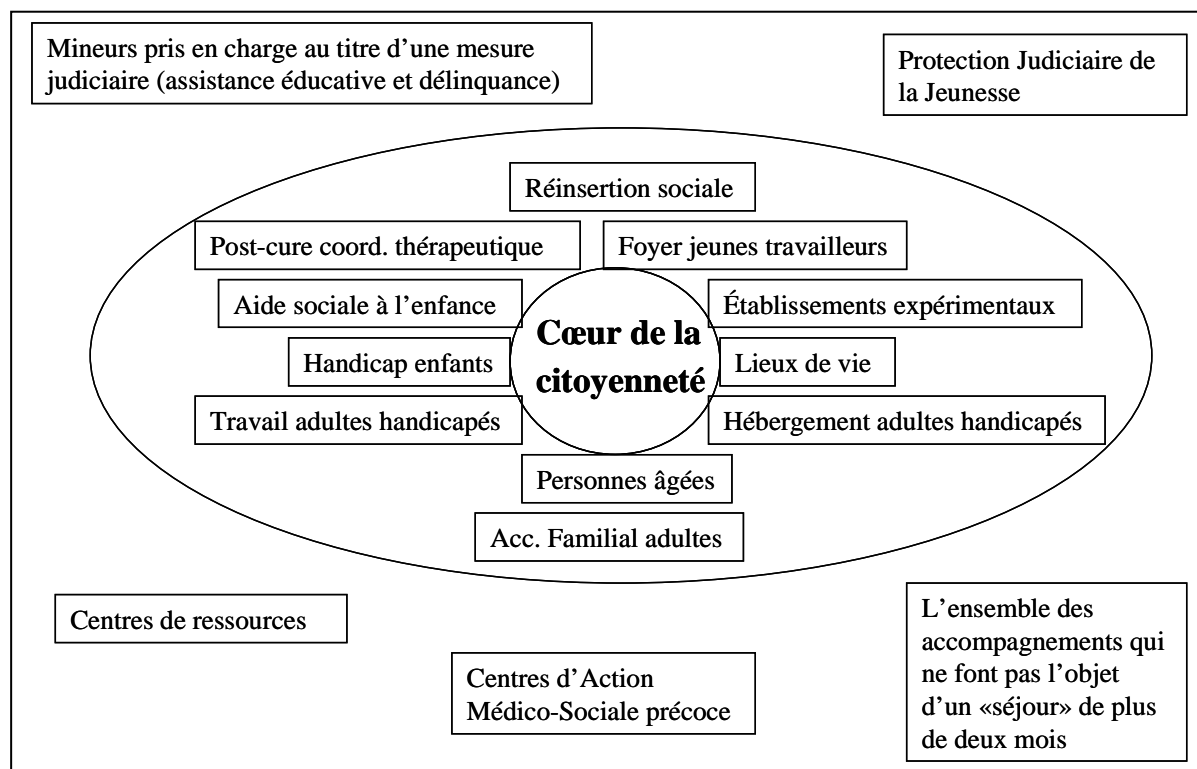 Mineurs pris en charge au titre d’une mesure
judiciaire (assistance éducative et délinquance)
Protection Judiciaire de
la Jeunesse
Réinsertion sociale
Post-cure coord. thérapeutique
Foyer jeunes travailleurs
Aide sociale à l’enfance
Établissements expérimentaux
Cœur de la
citoyenneté
Handicap enfants
Lieux de vie
Travail adultes handicapés
Hébergement adultes handicapés
Personnes âgées
Acc. Familial adultes
Centres de ressources
Centres d’Action
Médico-Sociale précoce
L’ensemble des
accompagnements qui
ne font pas l’objet
d’un «séjour» de plus
de deux mois